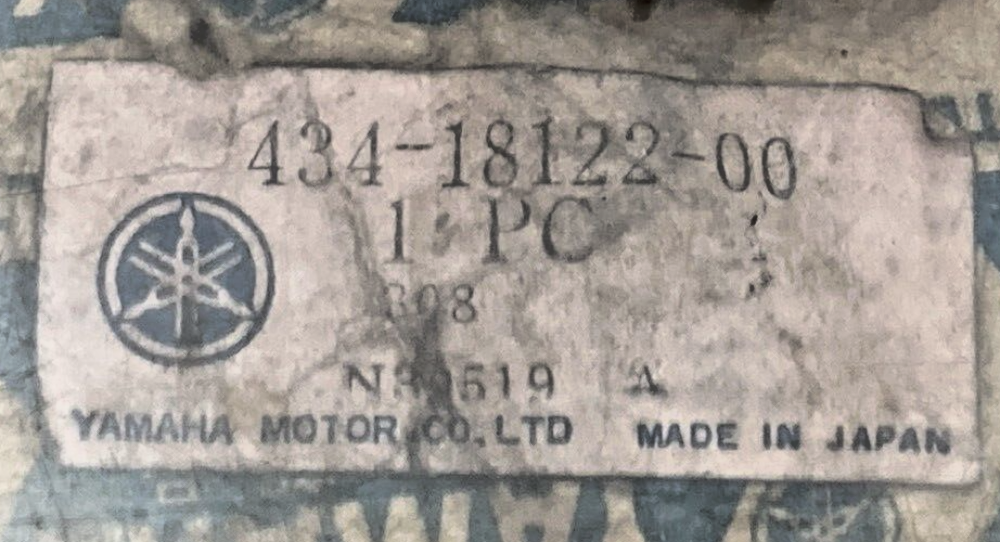 434-18122-00
1 PC
308
A
YAMAHA MOTOR CO., LTD MADE IN JAPAN